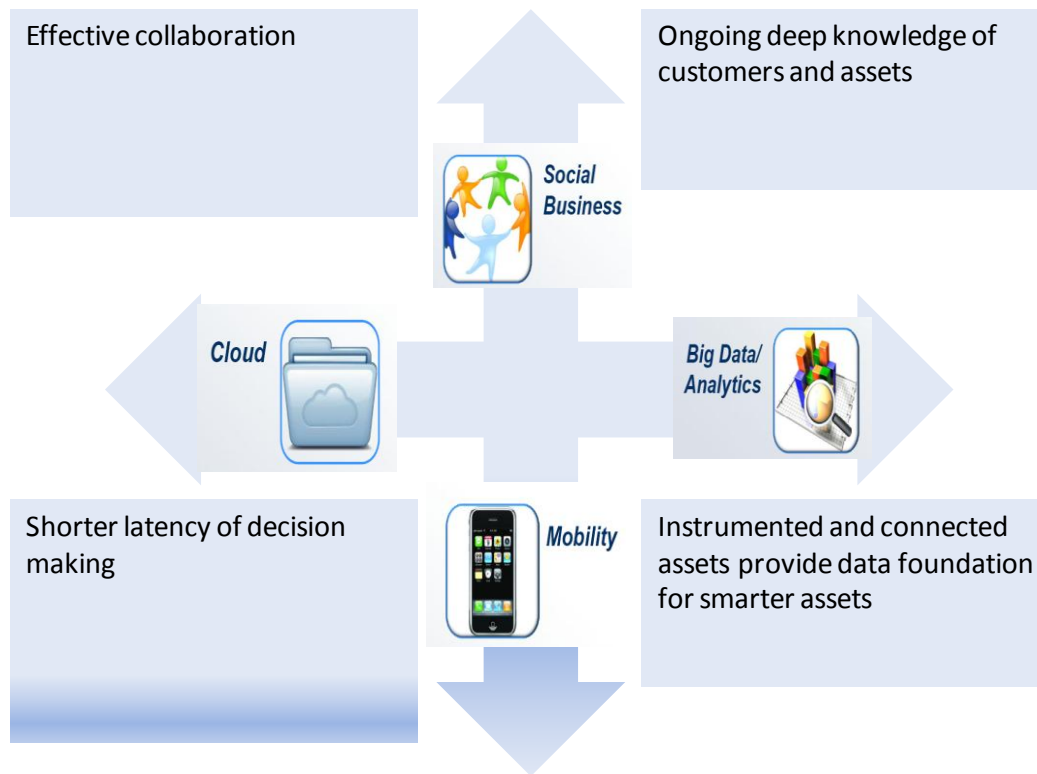 Effective collaboration
Ongoing deep knowledge of
customers and assets
Social
Business
Cloud
Big Data/
Analytics
Shorter latency of decision
making
Mobility
Instrumented and connected
assets provide data foundation
for smarter assets